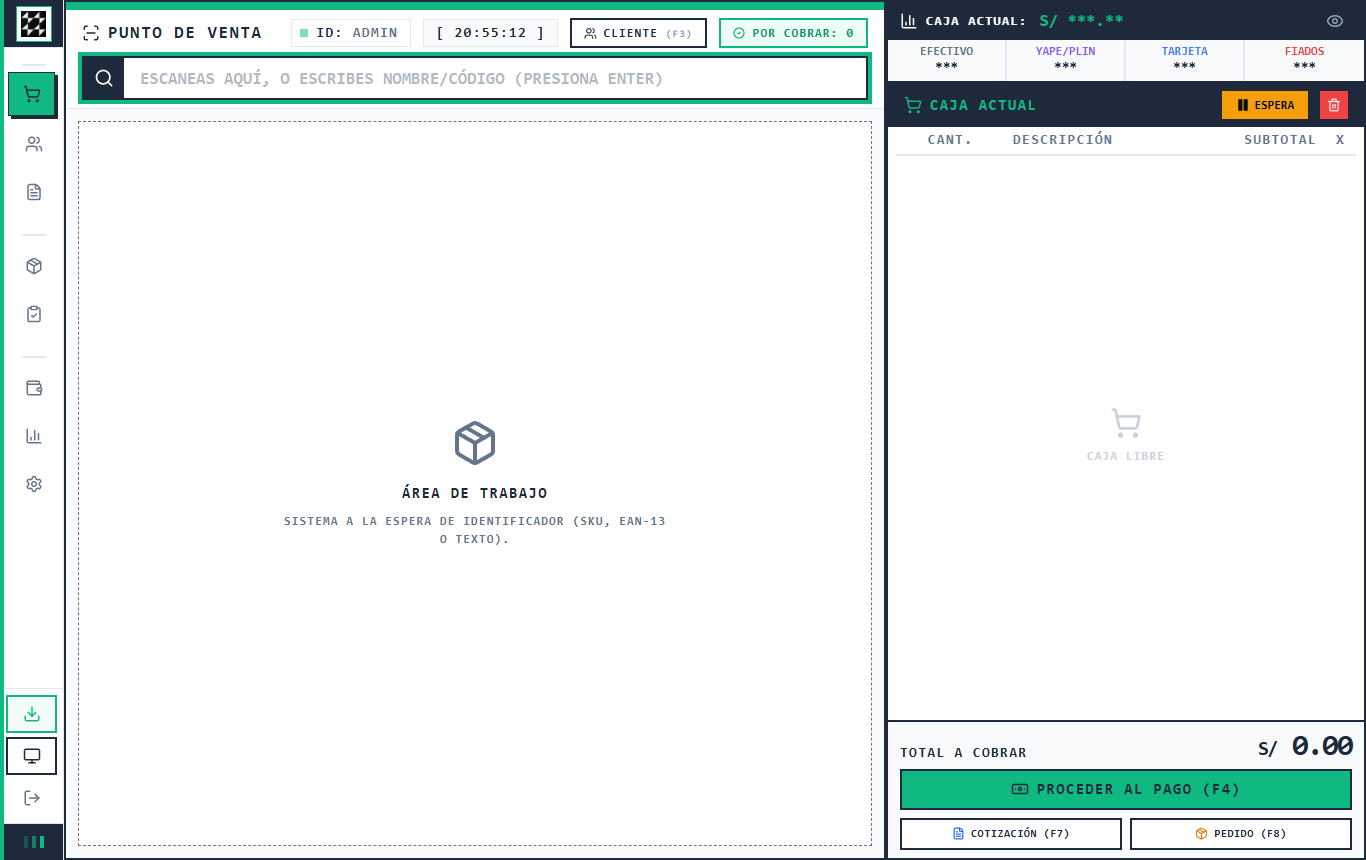 PUNTO DE VENTA
ID: ADMIN
[ 20:55:12 ]
CLIENTE (F3)
POR COBRAR: 0
ESCANEAS AQUÍ, O ESCRIBES NOMBRE/CÓDIGO (PRESIONA ENTER)
ÁREA DE TRABAJO
SISTEMA A LA ESPERA DE IDENTIFICADOR (SKU, EAN-13
O TEXTO).
CAJA ACTUAL: S/ ***.**
EFECTIVO YAPE/PLIN TARJETA FIADOS
*** *** *** ***
CAJA ACTUAL
ESPERA
CANT. DESCRIPCIÓN SUBTOTAL X
CAJA LIBRE
TOTAL A COBRAR S/ 0.00
PROCEDER AL PAGO (F4)
COTIZACIÓN (F7) PEDIDO (F8)